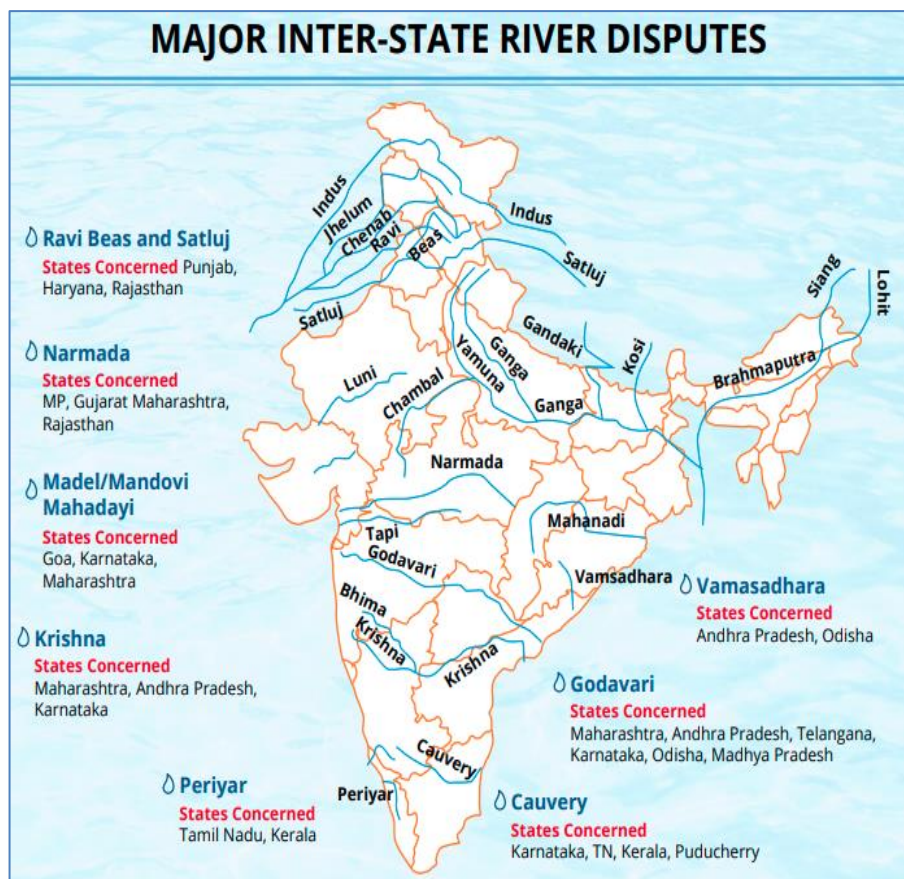 MAJOR INTER-STATE RIVER DISPUTES
Ravi Beas and Satluj
States Concerned Punjab,
Haryana, Rajasthan
Narmada
States Concerned
MP, Gujarat Maharashtra,
Rajasthan
Madel/Mandovi
Mahadayi
States Concerned
Goa, Karnataka,
Maharashtra
Krishna
States Concerned
Maharashtra, Andhra Pradesh,
Karnataka
Periyar
States Concerned
Tamil Nadu, Kerala
Indus
Jhelum
Chenab
Ravi
Beas
Indus
Satluj
Satluj
Siang
Lohit
Gandaki
Kosi
Yamuna
Ganga
Brahmaputra
Luni
Chambal
Ganga
Narmada
Mahanadi
Tapi
Godavari
Vamsadhara
Bhima
Krishna
Krishna
Cauvery
Periyar
Vamasadhara
States Concerned
Andhra Pradesh, Odisha
Godavari
States Concerned
Maharashtra, Andhra Pradesh, Telangana,
Karnataka, Odisha, Madhya Pradesh
Cauvery
States Concerned
Karnataka, TN, Kerala, Puducherry